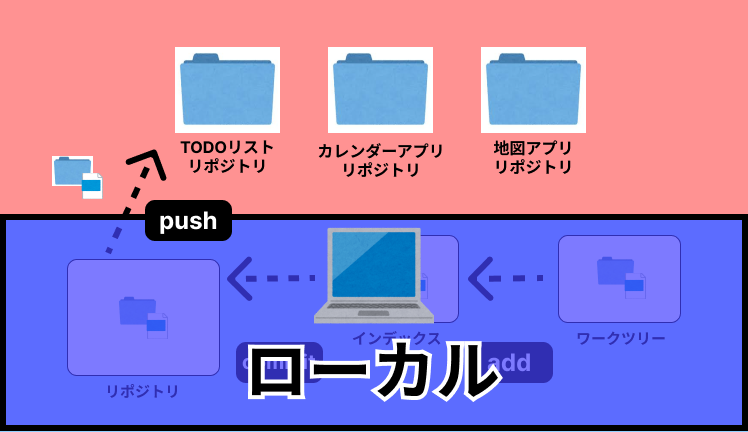 TODOリスト
リポジトリ
カレンダーアプリ
リポジトリ
地図アプリ
リポジトリ
push
インデックス
ワークツリー
commit
add
ローカル
リポジトリ